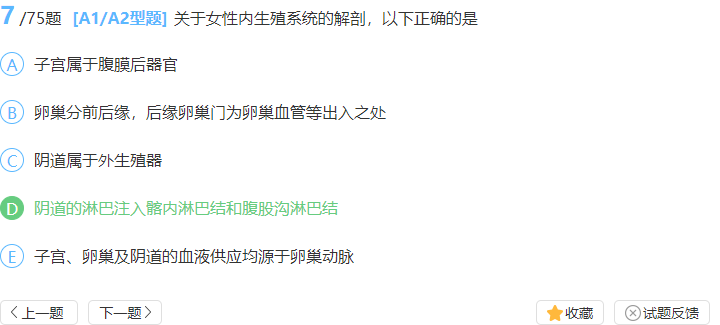 7 /75题 [A1/A2型题] 关于女性内生殖系统的解剖，以下正确的是
A 子宫属于腹膜后器官
B 卵巢分前后缘，后缘卵巢门为卵巢血管等出入之处
C 阴道属于外生殖器
D 阴道的淋巴注入髂内淋巴结和腹股沟淋巴结
E 子宫、卵巢及阴道的血液供应均源于卵巢动脉
上一题 下一题 收藏 试题反馈